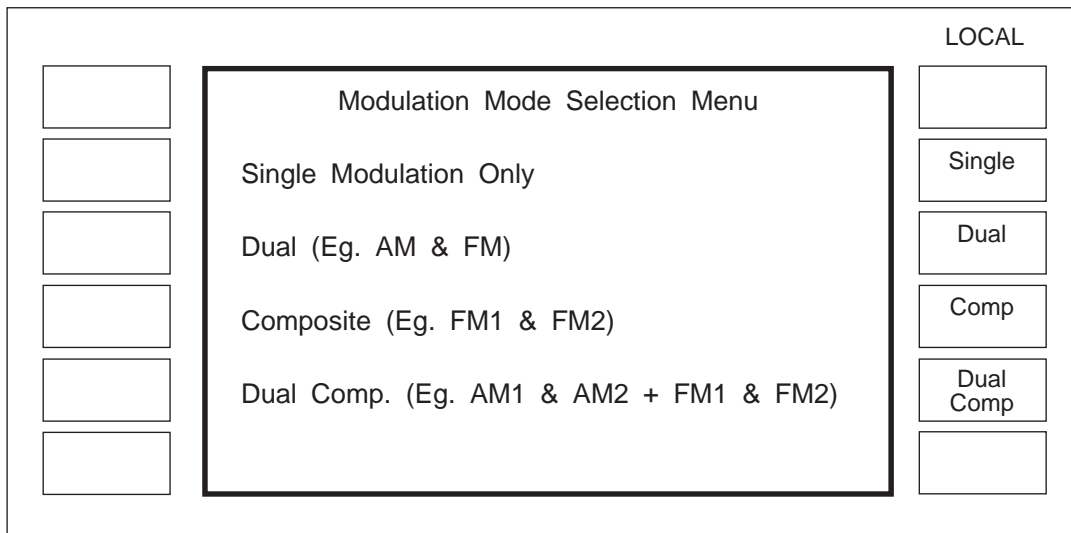 LOCAL
Modulation Mode Selection Menu
Single Modulation Only
Single
Dual (Eg. AM & FM)
Dual
Composite (Eg. FM1 & FM2)
Comp
Dual Comp. (Eg. AM1 & AM2 + FM1 & FM2)
Dual
Comp